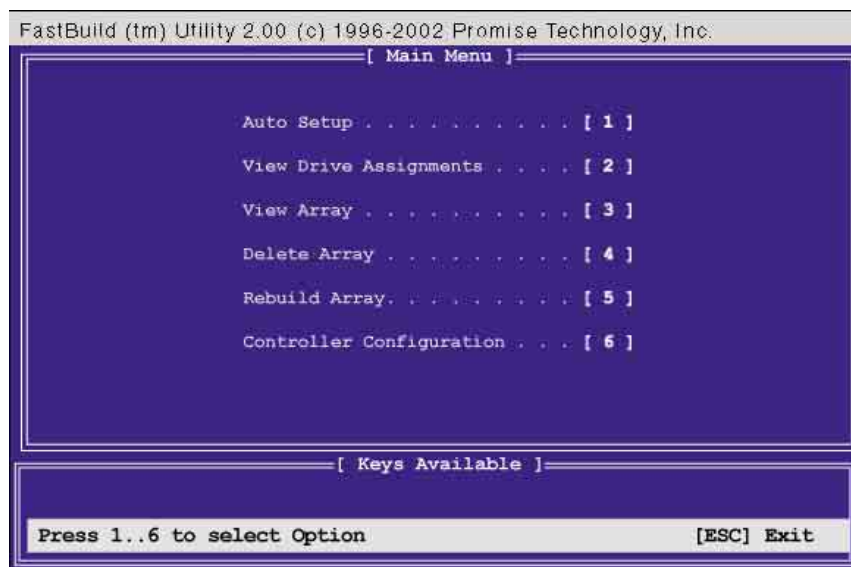 FastBuild (tm) Utility 2.00 (c) 1996-2002 Promise Technology, Inc.
[ Main Menu ]
Auto Setup . . . . . . . . . . [ 1 ]
View Drive Assignments . . . . [ 2 ]
View Array . . . . . . . . . . [ 3 ]
Delete Array . . . . . . . . . [ 4 ]
Rebuild Array. . . . . . . . . [ 5 ]
Controller Configuration . . . [ 6 ]
[ Keys Available ]
Press 1..6 to select Option [ESC] Exit